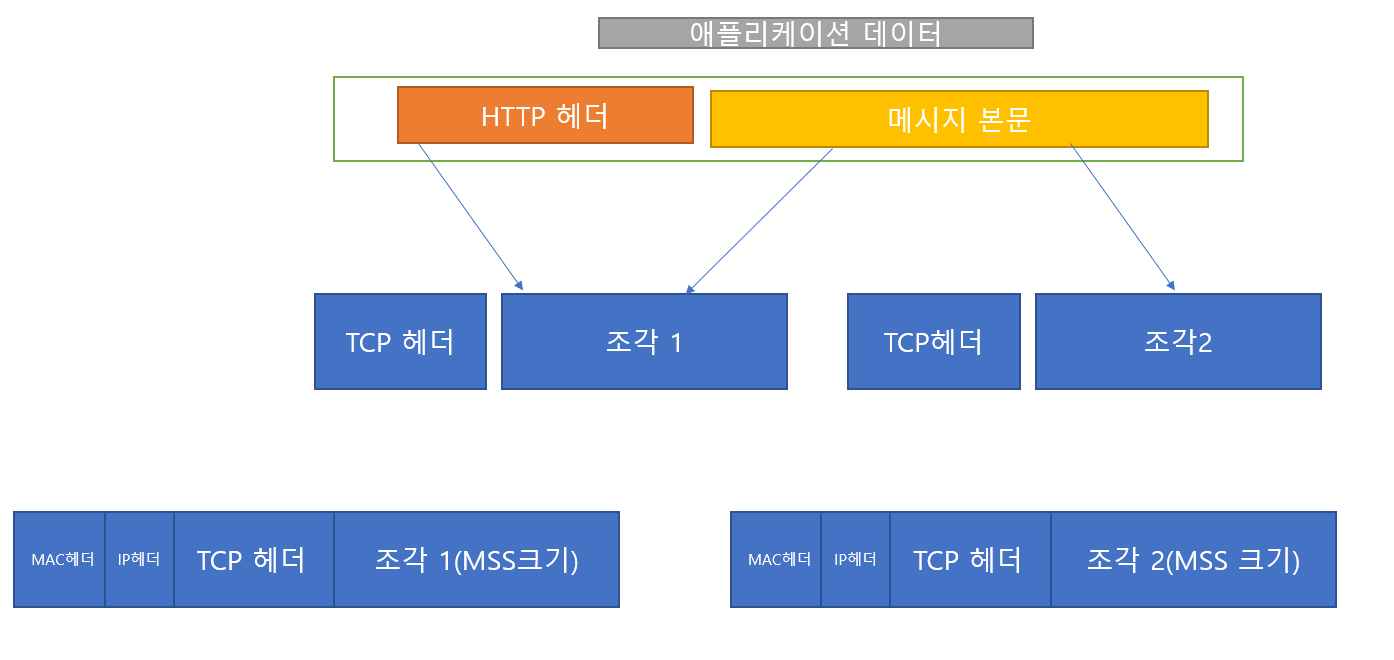 애플리케이션 데이터
HTTP 헤더
메시지 본문
TCP 헤더
조각 1
TCP헤더
조각2
MAC헤더
IP헤더
TCP 헤더
조각 1(MSS크기)
MAC헤더
IP헤더
TCP 헤더
조각 2(MSS 크기)